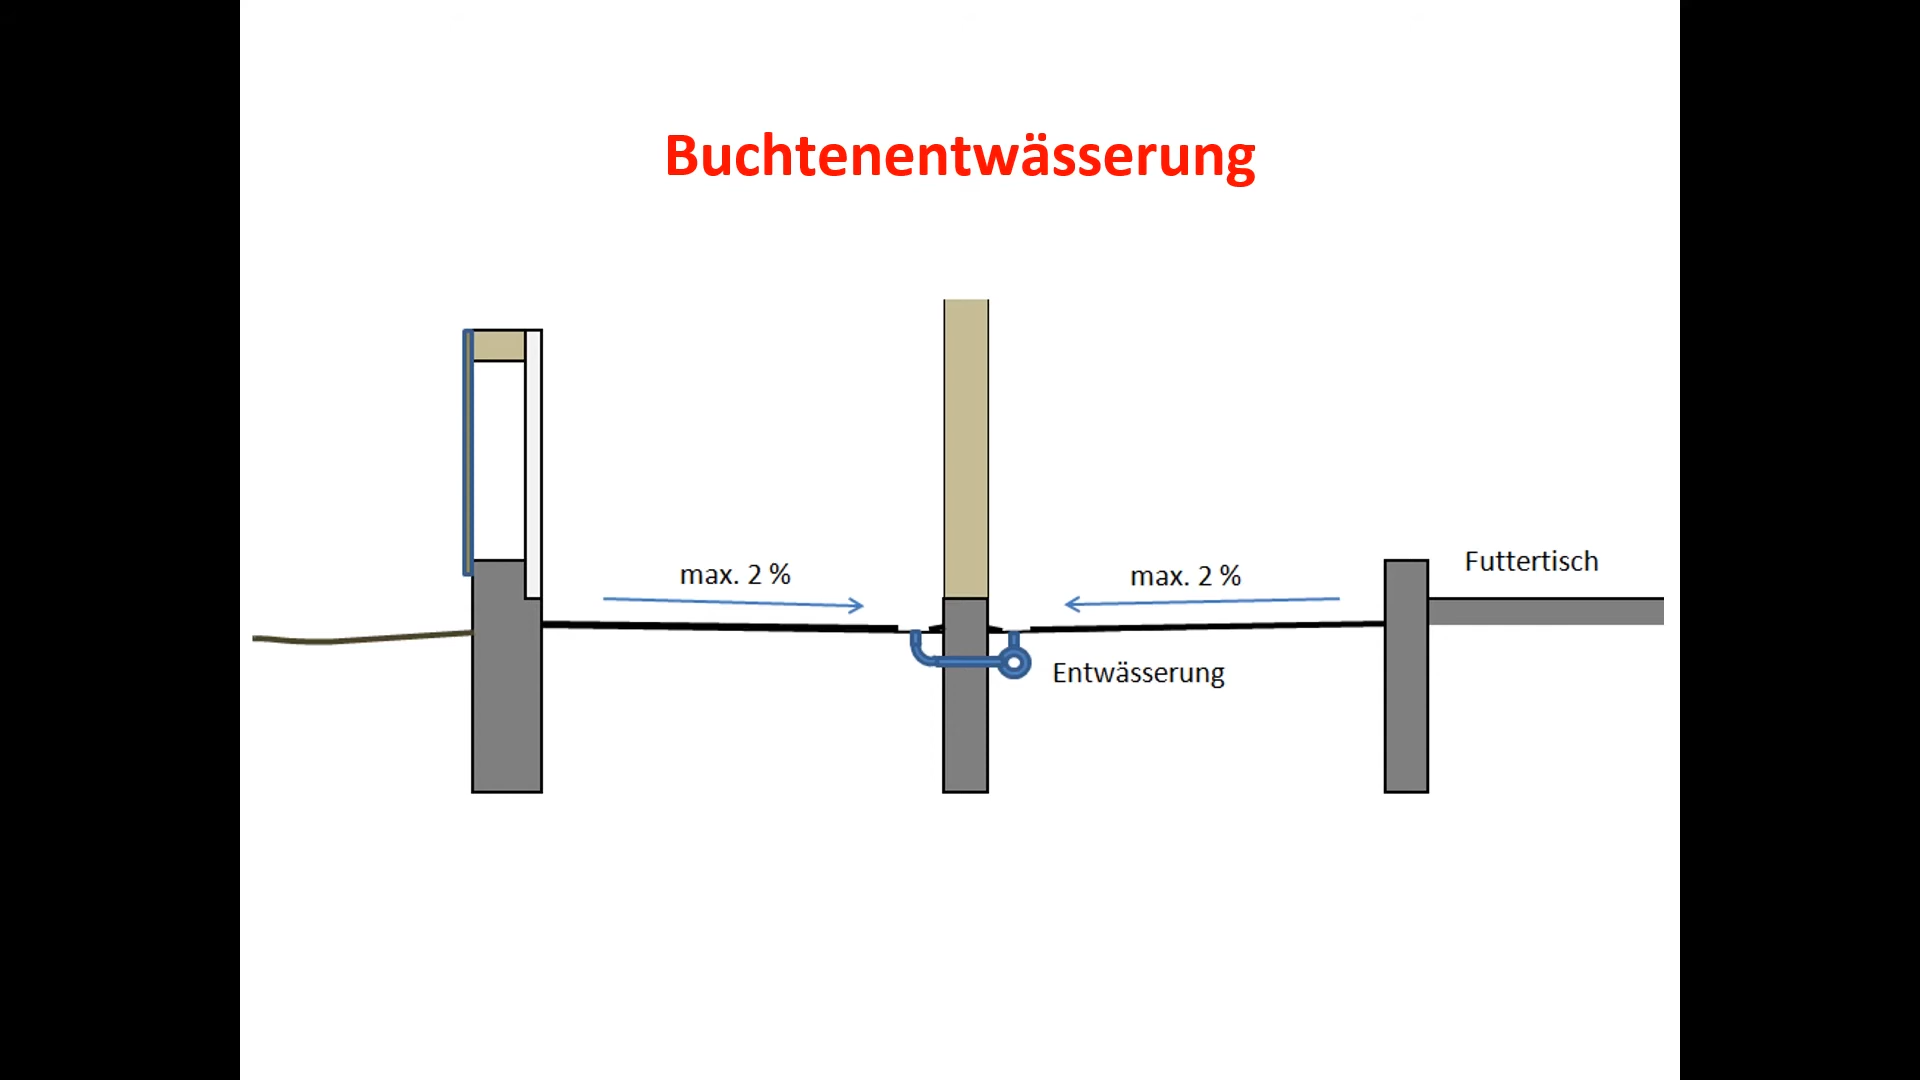 Buchtenentwässerung
Futtertisch
max. 2 %
max. 2 %
Entwässerung